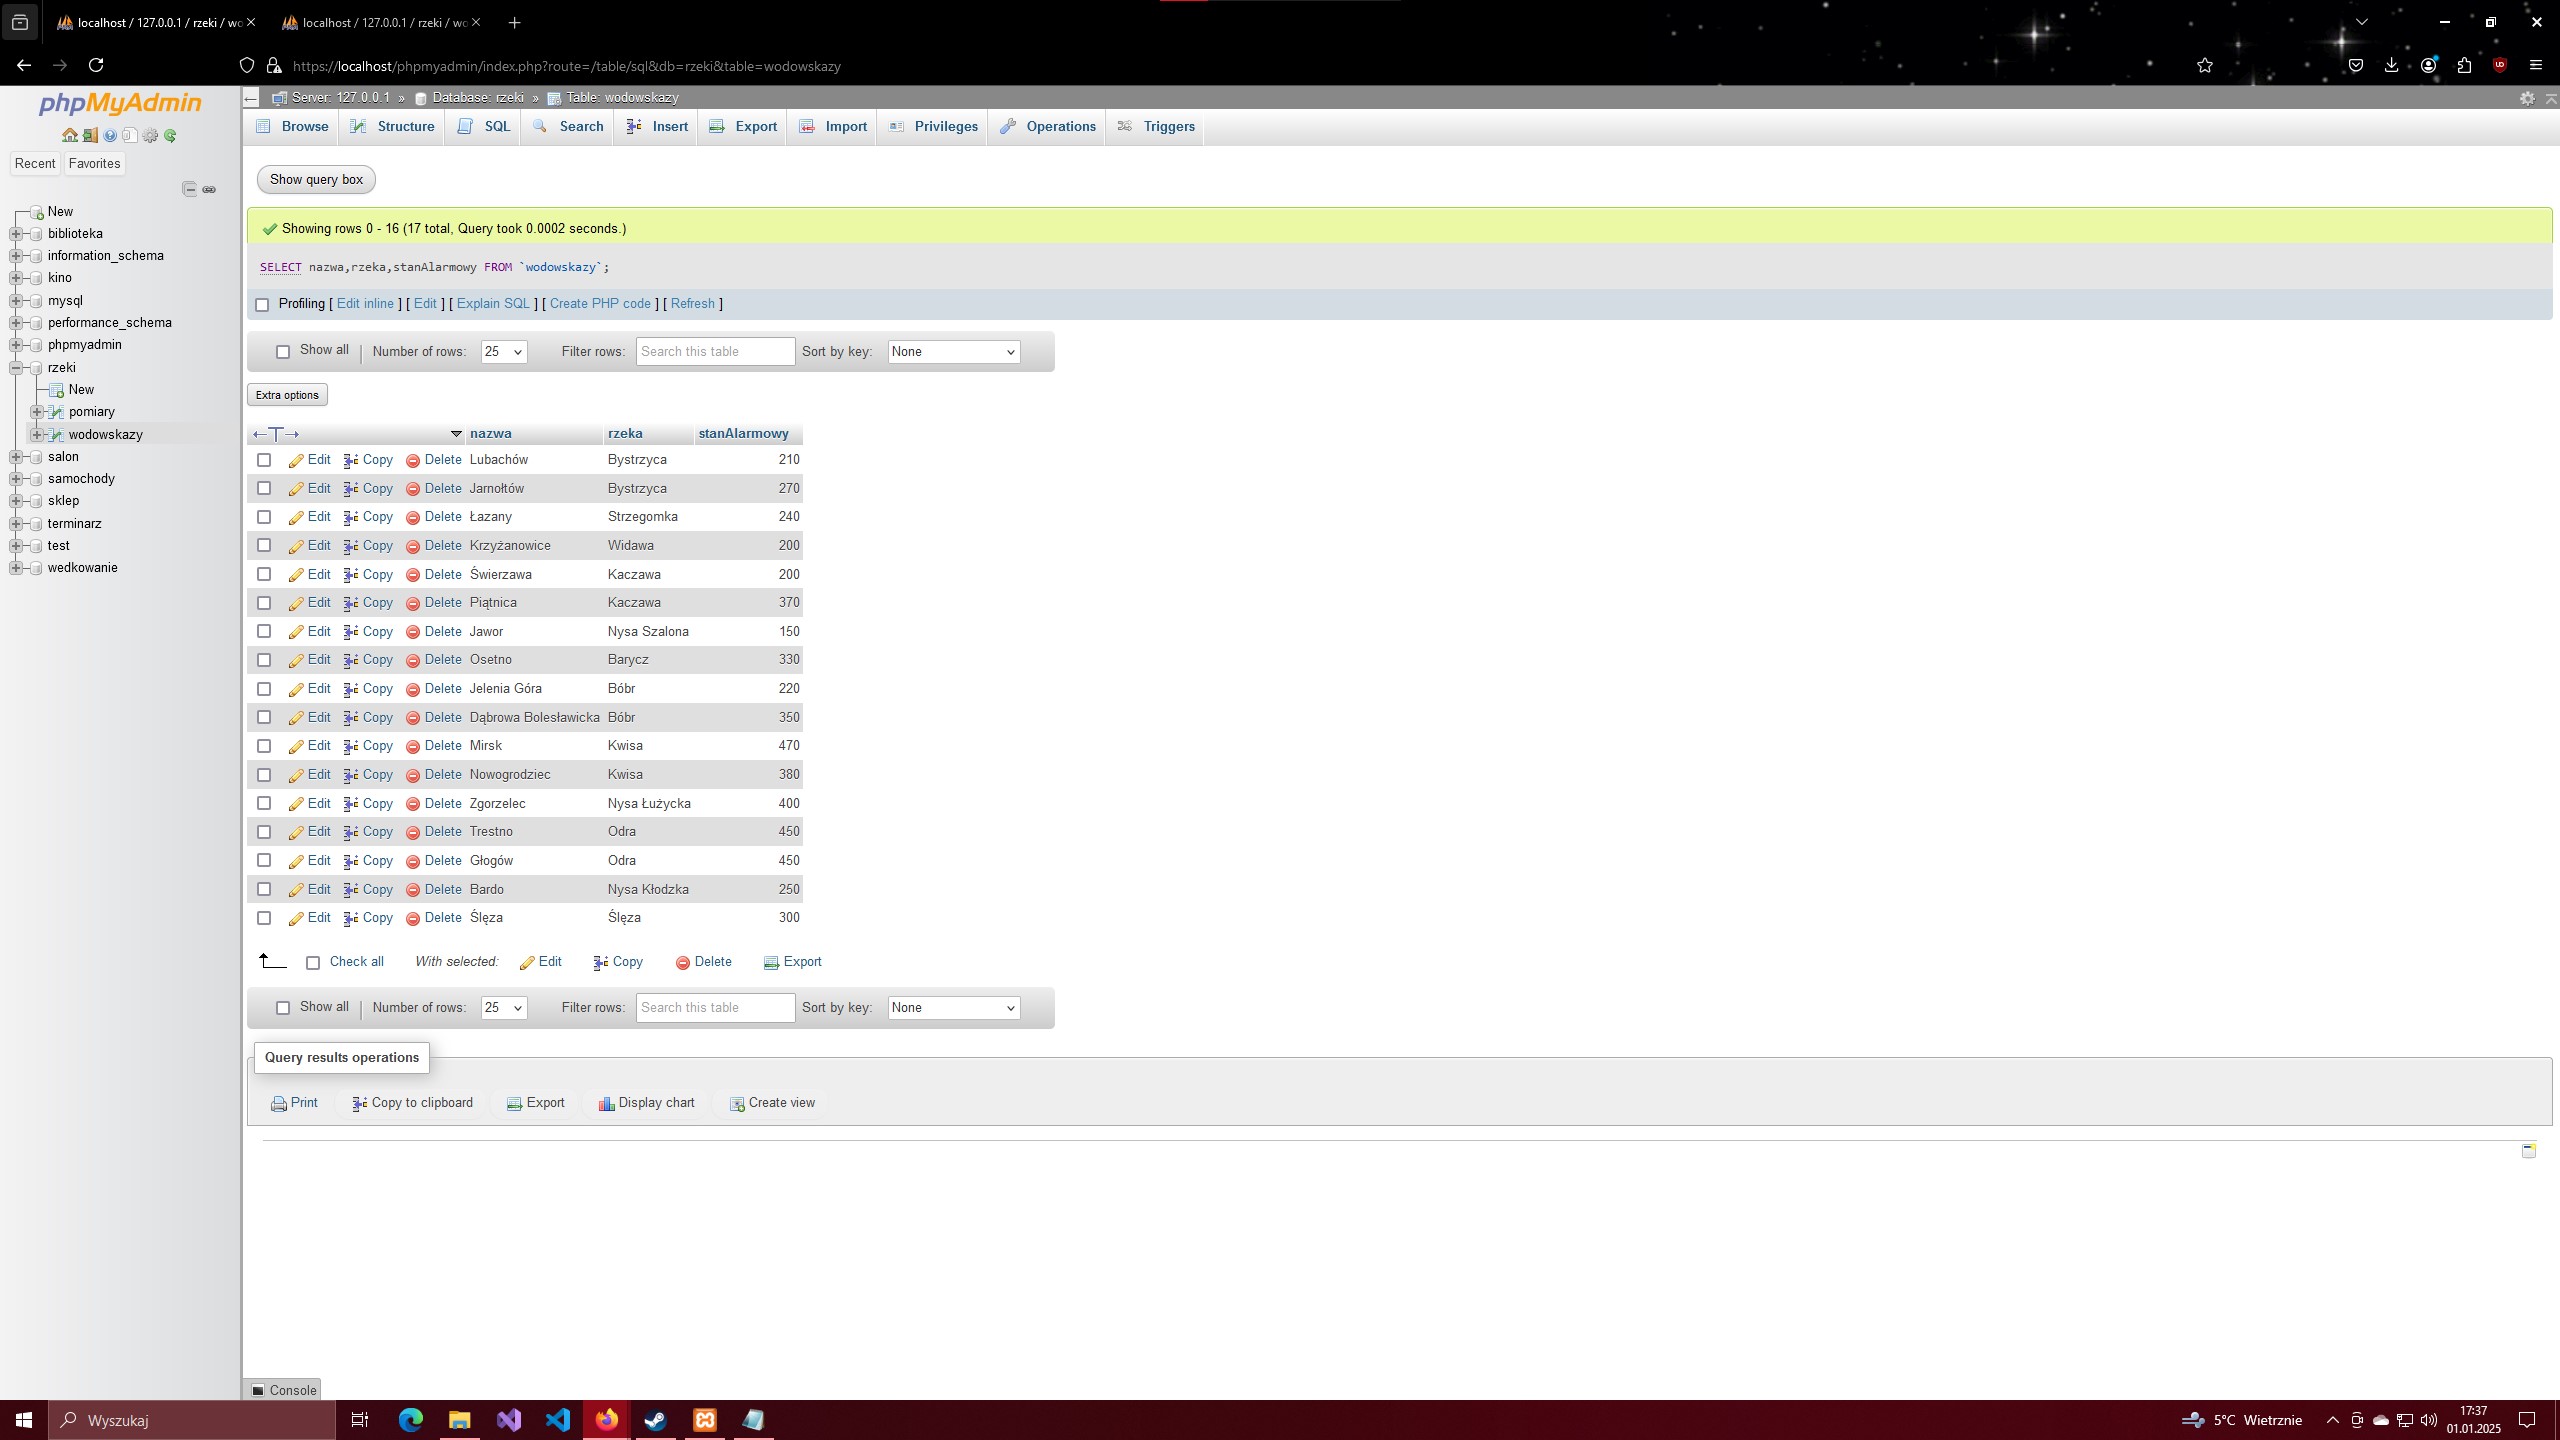 localhost / 127.0.0.1 / rzeki / wo
localhost / 127.0.0.1 / rzeki / wo
https://localhost/phpmyadmin/index.php?route=/table/sql&db=rzeki&table=wodowskazy
phpMyAdmin
Recent Favorites
New
biblioteka
information_schema
kino
mysql
performance_schema
phpmyadmin
rzeki
New
pomiary
wodowskazy
salon
samochody
sklep
terminarz
test
wedkowanie
Server: 127.0.0.1 » Database: rzeki » Table: wodowskazy
Browse Structure SQL Search Insert Export Import Privileges Operations Triggers
Show query box
Showing rows 0 - 16 (17 total, Query took 0.0002 seconds.)
SELECT nazwa,rzeka,stanAlarmowy FROM `wodowskazy`;
Profiling [ Edit inline ] [ Edit ] [ Explain SQL ] [ Create PHP code ] [ Refresh ]
Show all Number of rows: 25 Filter rows: Search this table Sort by key: None
Extra options
←T→ nazwa rzeka stanAlarmowy
Edit Copy Delete Lubachów Bystrzyca 210
Edit Copy Delete Jarnołtów Bystrzyca 270
Edit Copy Delete Łazany Strzegomka 240
Edit Copy Delete Krzyżanowice Widawa 200
Edit Copy Delete Świerzawa Kaczawa 200
Edit Copy Delete Piątnica Kaczawa 370
Edit Copy Delete Jawor Nysa Szalona 150
Edit Copy Delete Osetno Barycz 330
Edit Copy Delete Jelenia Góra Bóbr 220
Edit Copy Delete Dąbrowa Bolesławicka Bóbr 350
Edit Copy Delete Mirsk Kwisa 470
Edit Copy Delete Nowogrodziec Kwisa 380
Edit Copy Delete Zgorzelec Nysa Łużycka 400
Edit Copy Delete Trestno Odra 450
Edit Copy Delete Głogów Odra 450
Edit Copy Delete Bardo Nysa Kłodzka 250
Edit Copy Delete Ślęza Ślęza 300
Check all With selected: Edit Copy Delete Export
Show all Number of rows: 25 Filter rows: Search this table Sort by key: None
Query results operations
Print Copy to clipboard Export Display chart Create view
Console
Wyszukaj
5°C Wietrznie
17:37
01.01.2025